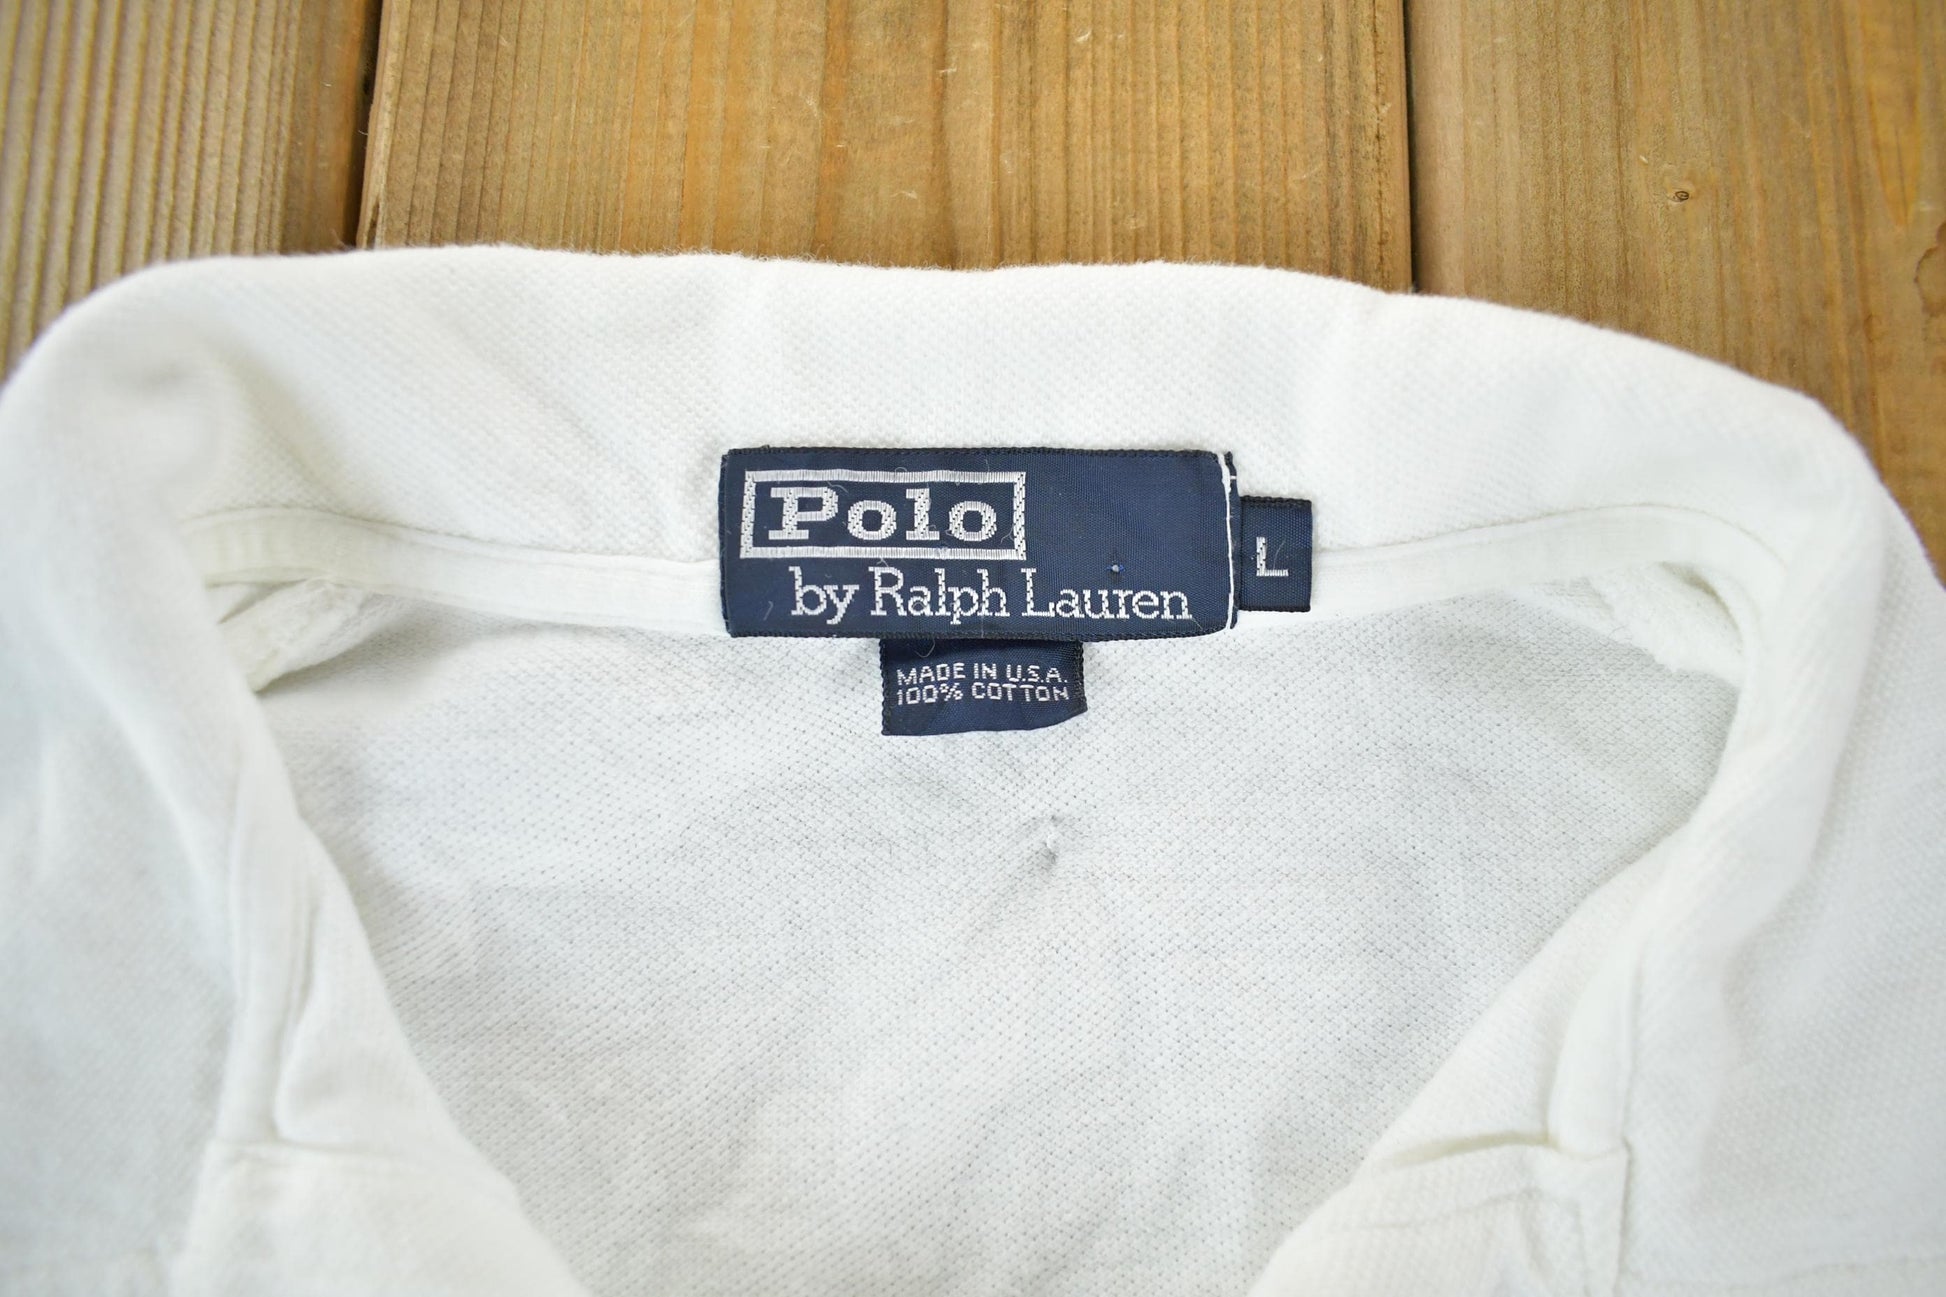 Polo
by Ralph Lauren
L
MADE IN U.S.A.
100% COTTON